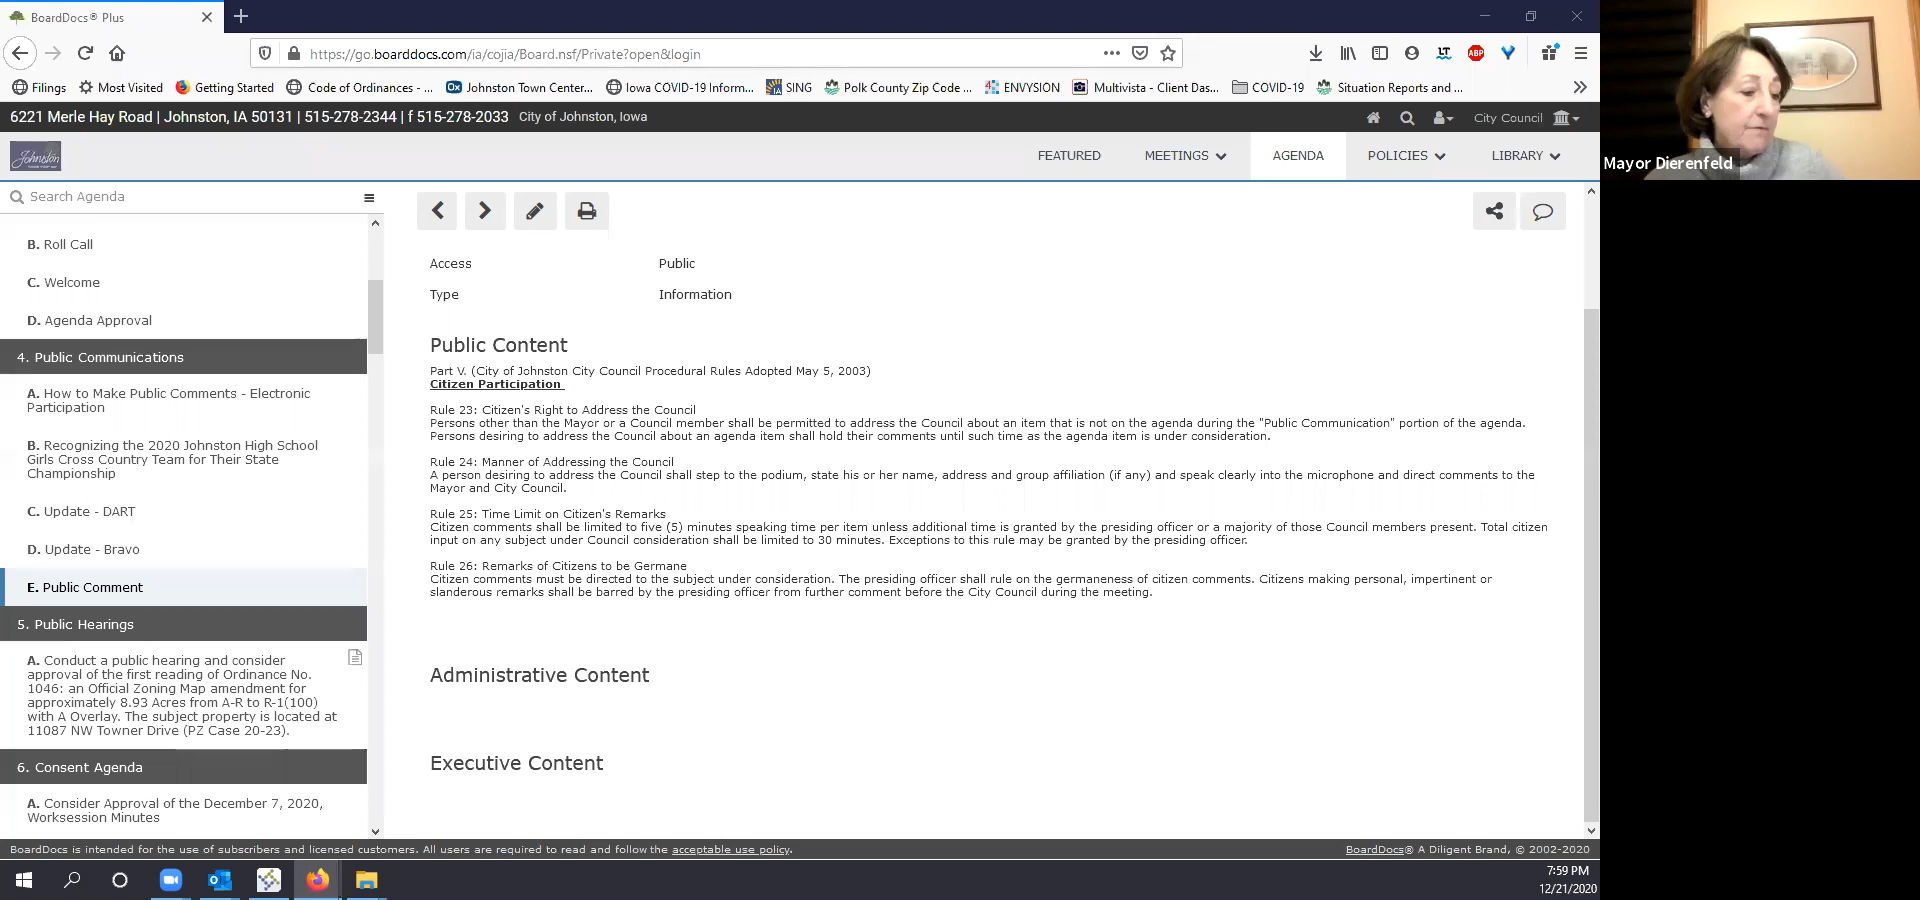 BoardDocs® Plus
https://go.boarddocs.com/ia/cojia/Board.nsf/Private?open&login
Filings
Most Visited
Getting Started
Code of Ordinances - ...
Johnston Town Center...
Iowa COVID-19 Inform...
SING
Polk County Zip Code ...
ENVYSION
Multivista - Client Das...
COVID-19
Situation Reports and ...
6221 Merle Hay Road | Johnston, IA 50131 | 515-278-2344 | f 515-278-2033 City of Johnston, Iowa
City Council
Johnston
FEATURED
MEETINGS
AGENDA
POLICIES
LIBRARY
Mayor Dierenfeld
Search Agenda
B. Roll Call
C. Welcome
D. Agenda Approval
4. Public Communications
A. How to Make Public Comments - Electronic
Participation
B. Recognizing the 2020 Johnston High School
Girls Cross Country Team for Their State
Championship
C. Update - DART
D. Update - Bravo
E. Public Comment
5. Public Hearings
A. Conduct a public hearing and consider
approval of the first reading of Ordinance No.
1046: an Official Zoning Map amendment for
approximately 8.93 Acres from A-R to R-1(100)
with A Overlay. The subject property is located at
11087 NW Towner Drive (PZ Case 20-23).
6. Consent Agenda
A. Consider Approval of the December 7, 2020,
Worksession Minutes
Access Public
Type Information
Public Content
Part V. (City of Johnston City Council Procedural Rules Adopted May 5, 2003)
Citizen Participation
Rule 23: Citizen's Right to Address the Council
Persons other than the Mayor or a Council member shall be permitted to address the Council about an item that is not on the agenda during the "Public Communication" portion of the agenda.
Persons desiring to address the Council about an agenda item shall hold their comments until such time as the agenda item is under consideration.
Rule 24: Manner of Addressing the Council
A person desiring to address the Council shall step to the podium, state his or her name, address and group affiliation (if any) and speak clearly into the microphone and direct comments to the
Mayor and City Council.
Rule 25: Time Limit on Citizen's Remarks
Citizen comments shall be limited to five (5) minutes speaking time per item unless additional time is granted by the presiding officer or a majority of those Council members present. Total citizen
input on any subject under Council consideration shall be limited to 30 minutes. Exceptions to this rule may be granted by the presiding officer.
Rule 26: Remarks of Citizens to be Germane
Citizen comments must be directed to the subject under consideration. The presiding officer shall rule on the germaneness of citizen comments. Citizens making personal, impertinent or
slanderous remarks shall be barred by the presiding officer from further comment before the City Council during the meeting.
Administrative Content
Executive Content
BoardDocs is intended for the use of subscribers and licensed customers. All users are required to read and follow the acceptable use policy.
BoardDocs® A Diligent Brand, © 2002-2020
7:59 PM
12/21/2020